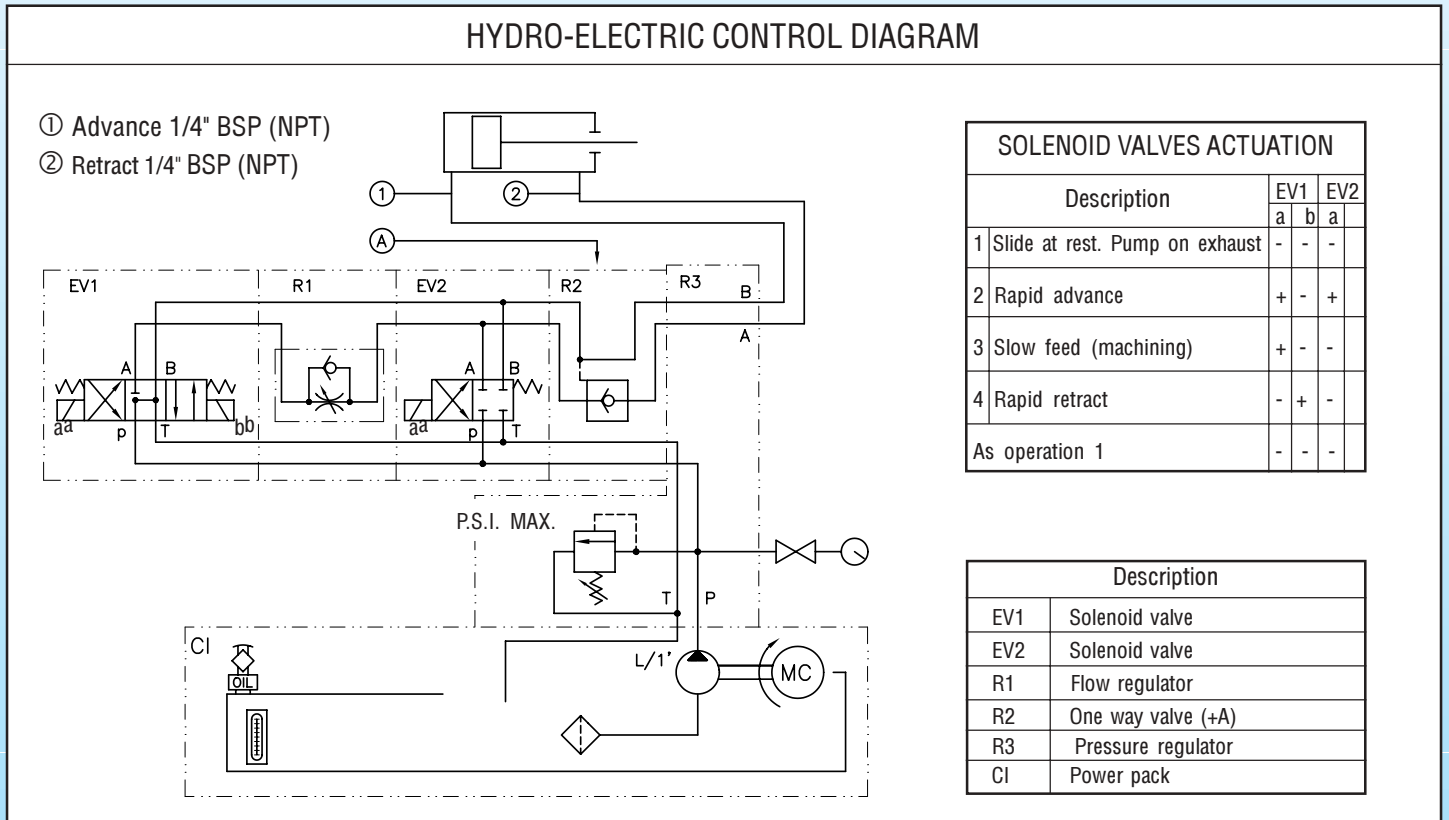 HYDRO-ELECTRIC CONTROL DIAGRAM
① Advance 1/4" BSP (NPT)
② Retract 1/4" BSP (NPT)
1
2
A
EV1
R1
EV2
R2
R3
B
A
A B
A B
aa
P T
bb
aa
P T
P.S.I. MAX.
T P
CI
OIL
L/1'
MC
SOLENOID VALVES ACTUATION
Description EV1 EV2
a b a
1 Slide at rest. Pump on exhaust - - -
2 Rapid advance + - +
3 Slow feed (machining) + - -
4 Rapid retract - + -
As operation 1 - - -
Description
EV1 Solenoid valve
EV2 Solenoid valve
R1 Flow regulator
R2 One way valve (+A)
R3 Pressure regulator
CI Power pack